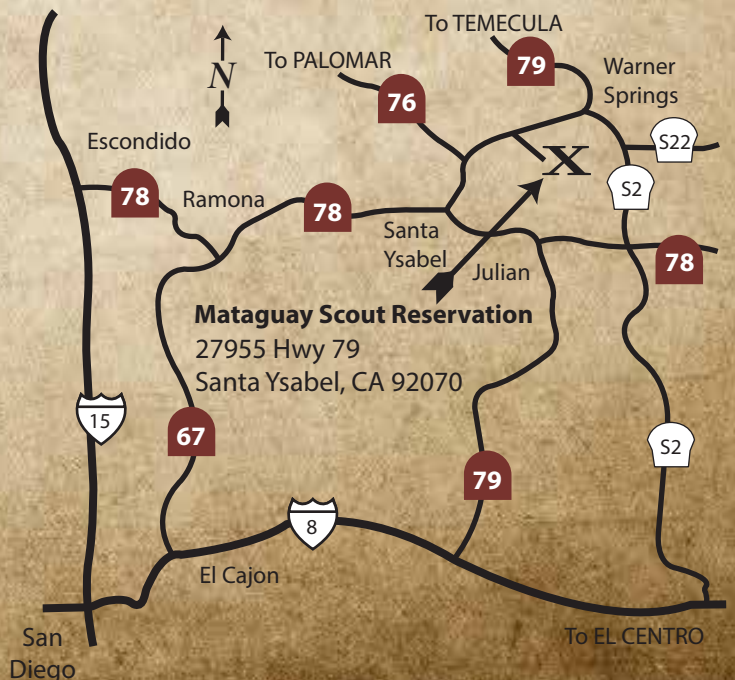 To TEMECULA
To PALOMAR
79
Warner
Springs
N
76
Escondido
S22
78
Ramona
78
X
S2
Santa
Ysabel
Julian
78
Mataguay Scout Reservation
27955 Hwy 79
Santa Ysabel, CA 92070
15
67
S2
79
8
El Cajon
San
Diego
To EL CENTRO